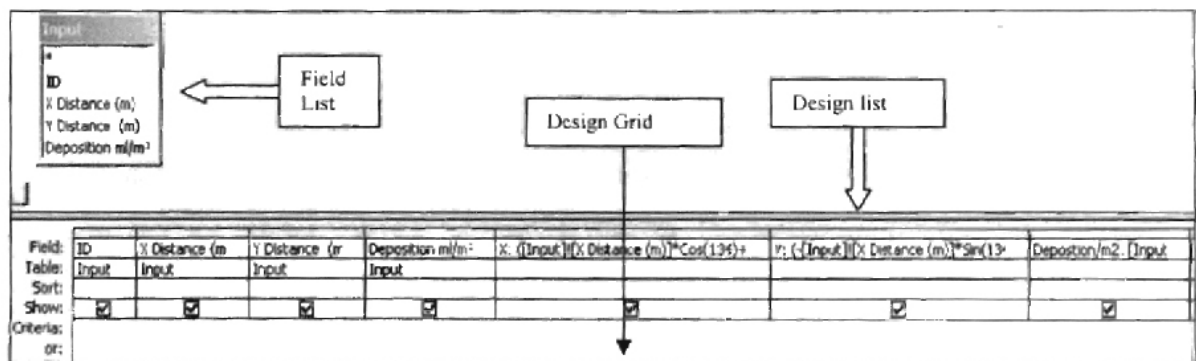 Input
*
ID
X Distance (m)
Y Distance (m)
Deposition ml/m²
Field
List
Design Grid
Design list
Field: ID X Distance (m Y Distance (m Deposition ml/m² X: ([Input]![X Distance (m)]*Cos(136)+ Y: (-[Input]![X Distance (m)]*Sin(13 Depostion/m2: [Input
Table: Input Input Input Input
Sort:
Show:
Criteria:
or: